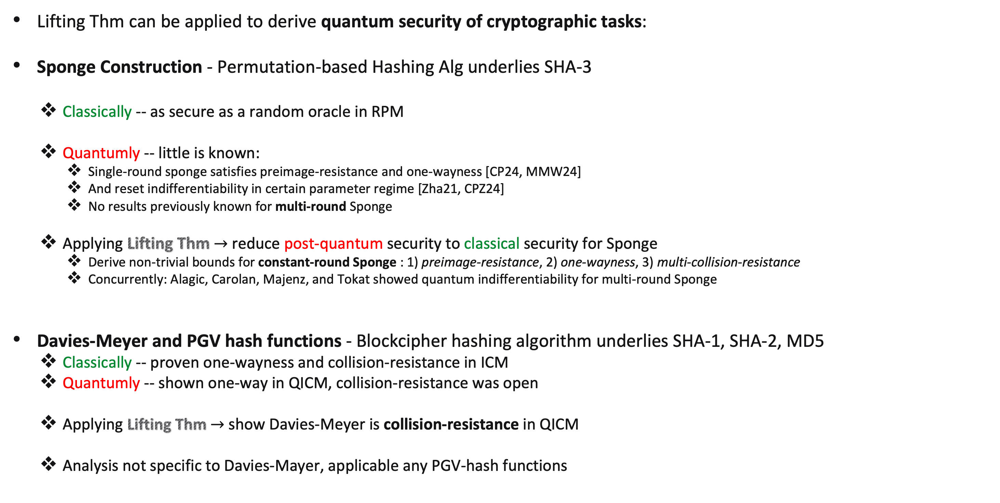 • Lifting Thm can be applied to derive quantum security of cryptographic tasks:
• Sponge Construction - Permutation-based Hashing Alg underlies SHA-3
❖ Classically -- as secure as a random oracle in RPM
❖ Quantumly -- little is known:
❖ Single-round sponge satisfies preimage-resistance and one-wayness [CP24, MMW24]
❖ And reset indifferentiability in certain parameter regime [Zha21, CPZ24]
❖ No results previously known for multi-round Sponge
❖ Applying Lifting Thm → reduce post-quantum security to classical security for Sponge
❖ Derive non-trivial bounds for constant-round Sponge : 1) preimage-resistance, 2) one-wayness, 3) multi-collision-resistance
❖ Concurrently: Alagic, Carolan, Majenz, and Tokat showed quantum indifferentiability for multi-round Sponge
• Davies-Meyer and PGV hash functions - Blockcipher hashing algorithm underlies SHA-1, SHA-2, MD5
❖ Classically -- proven one-wayness and collision-resistance in ICM
❖ Quantumly -- shown one-way in QICM, collision-resistance was open
❖ Applying Lifting Thm → show Davies-Meyer is collision-resistance in QICM
❖ Analysis not specific to Davies-Mayer, applicable any PGV-hash functions